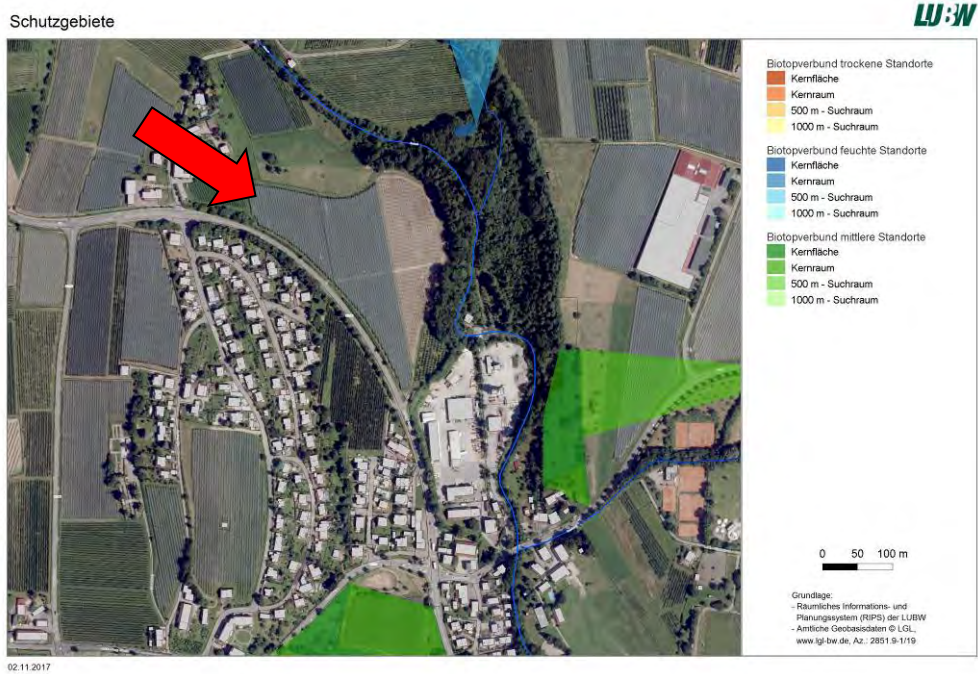 Schutzgebiete
LUBW
Biotopverbund trockene Standorte
Kernfläche
Kernraum
500 m - Suchraum
1000 m - Suchraum
Biotopverbund feuchte Standorte
Kernfläche
Kernraum
500 m - Suchraum
1000 m - Suchraum
Biotopverbund mittlere Standorte
Kernfläche
Kernraum
500 m - Suchraum
1000 m - Suchraum
0 50 100 m
Grundlage:
- Räumliches Informations- und
Planungssystem (RIPS) der LUBW
- Amtliche Geobasisdaten © LGL,
www.lgl-bw.de, Az.: 2851.9-1/19
02.11.2017